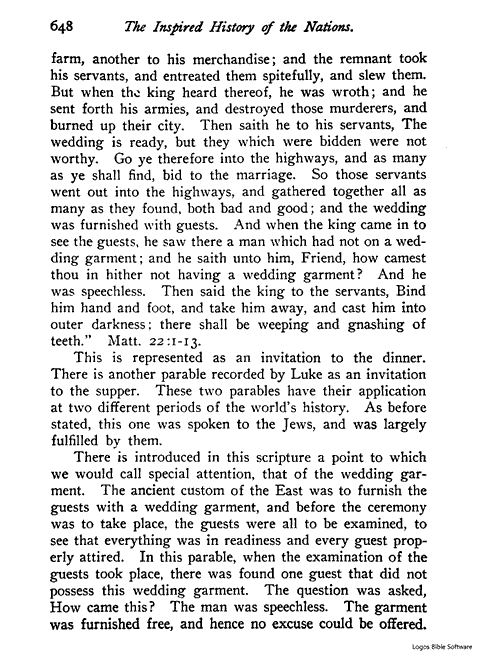 648 The Inspired History of the Nations.
farm, another to his merchandise; and the remnant took
his servants, and entreated them spitefully, and slew them.
But when the king heard thereof, he was wroth; and he
sent forth his armies, and destroyed those murderers, and
burned up their city. Then saith he to his servants, The
wedding is ready, but they which were bidden were not
worthy. Go ye therefore into the highways, and as many
as ye shall find, bid to the marriage. So those servants
went out into the highways, and gathered together all as
many as they found, both bad and good; and the wedding
was furnished with guests. And when the king came in to
see the guests, he saw there a man which had not on a wed-
ding garment; and he saith unto him, Friend, how camest
thou in hither not having a wedding garment? And he
was speechless. Then said the king to the servants, Bind
him hand and foot, and take him away, and cast him into
outer darkness; there shall be weeping and gnashing of
teeth." Matt. 22:1-13.
This is represented as an invitation to the dinner.
There is another parable recorded by Luke as an invitation
to the supper. These two parables have their application
at two different periods of the world's history. As before
stated, this one was spoken to the Jews, and was largely
fulfilled by them.
There is introduced in this scripture a point to which
we would call special attention, that of the wedding gar-
ment. The ancient custom of the East was to furnish the
guests with a wedding garment, and before the ceremony
was to take place, the guests were all to be examined, to
see that everything was in readiness and every guest prop-
erly attired. In this parable, when the examination of the
guests took place, there was found one guest that did not
possess this wedding garment. The question was asked,
How came this? The man was speechless. The garment
was furnished free, and hence no excuse could be offered.
Logos Bible Software